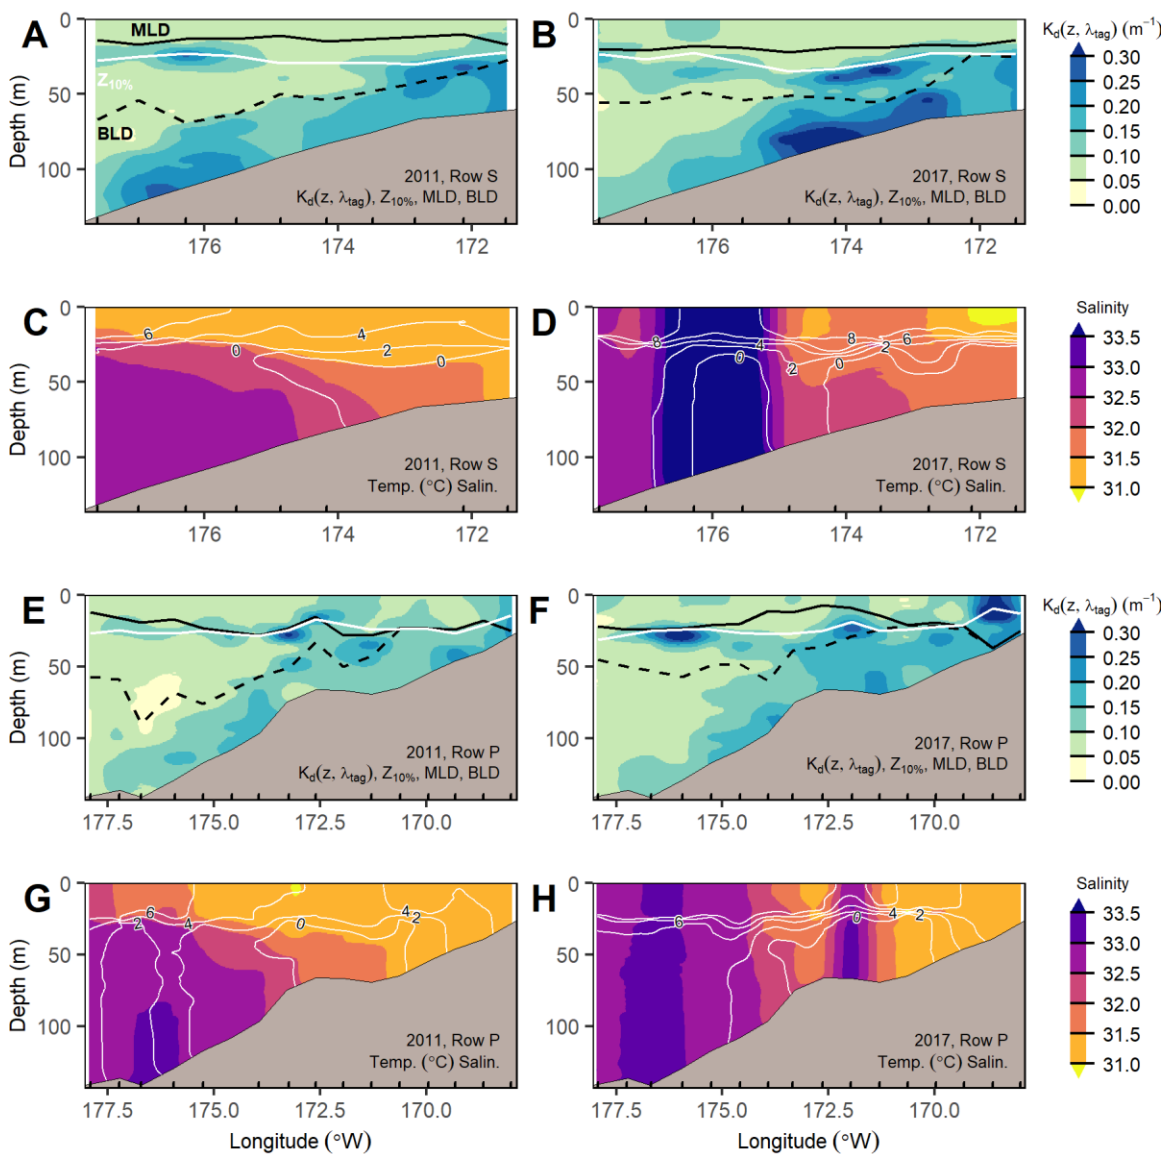 A
MLD
Z10%
BLD
0
50
100
Depth (m)
2011, Row S
Kd(z, λtag), Z10%, MLD, BLD
176
174
172
B
0
50
100
2017, Row S
Kd(z, λtag), Z10%, MLD, BLD
176
174
172
Kd(z, λtag) (m−1)
0.30
0.25
0.20
0.15
0.10
0.05
0.00
C
0
50
100
Depth (m)
6
4
2
0
0
2011, Row S
Temp. (°C) Salin.
176
174
172
D
0
50
100
8
4
0
8
2
6
2
2017, Row S
Temp. (°C) Salin.
176
174
172
Salinity
33.5
33.0
32.5
32.0
31.5
31.0
E
0
50
100
Depth (m)
2011, Row P
Kd(z, λtag), Z10%, MLD, BLD
177.5
175.0
172.5
170.0
F
0
50
100
2017, Row P
Kd(z, λtag), Z10%, MLD, BLD
177.5
175.0
172.5
170.0
Kd(z, λtag) (m−1)
0.30
0.25
0.20
0.15
0.10
0.05
0.00
G
0
50
100
Depth (m)
6
2
4
0
4
2
2011, Row P
Temp. (°C) Salin.
177.5
175.0
172.5
170.0
Longitude (°W)
H
0
50
100
6
0
4
2
2017, Row P
Temp. (°C) Salin.
177.5
175.0
172.5
170.0
Longitude (°W)
Salinity
33.5
33.0
32.5
32.0
31.5
31.0